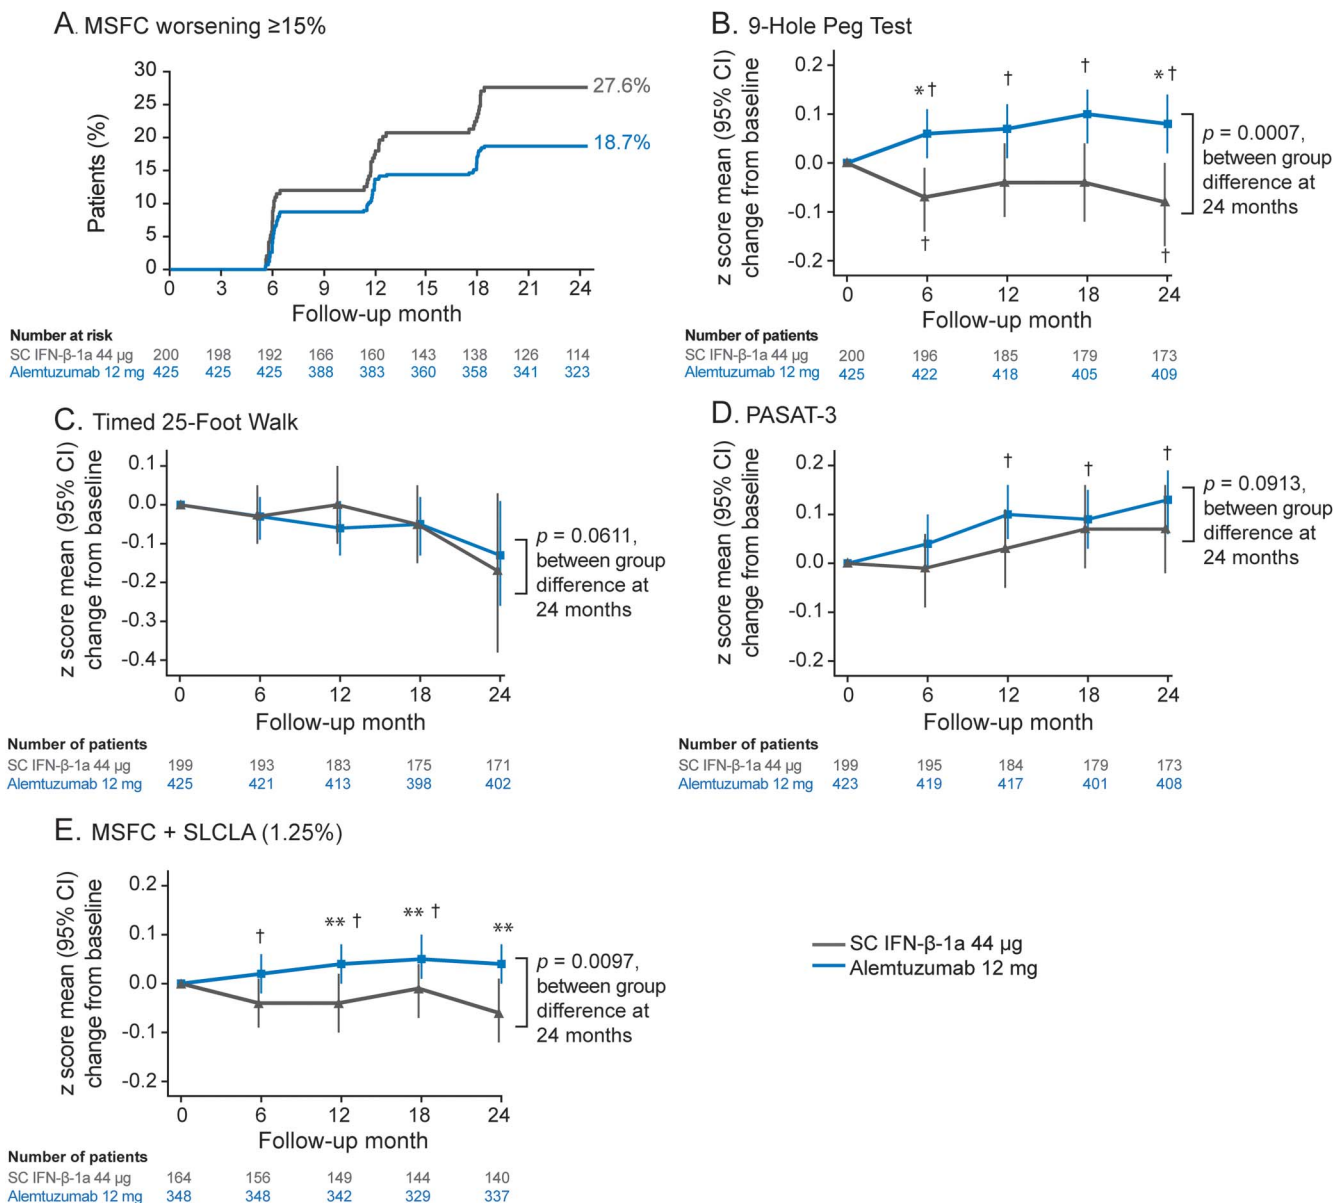 A. MSFC worsening ≥15%
Patients (%)
30
25
20
15
10
5
0
27.6%
18.7%
0 3 6 9 12 15 18 21 24
Follow-up month
Number at risk
SC IFN-β-1a 44 µg 200 198 192 166 160 143 138 126 114
Alemtuzumab 12 mg 425 425 425 388 383 360 358 341 323
B. 9-Hole Peg Test
z score mean (95% CI)
change from baseline
0.2
0.1
0.0
-0.1
-0.2
*† † † *†
† †
p = 0.0007,
between group
difference at
24 months
0 6 12 18 24
Follow-up month
Number of patients
SC IFN-β-1a 44 µg 200 196 185 179 173
Alemtuzumab 12 mg 425 422 418 405 409
C. Timed 25-Foot Walk
z score mean (95% CI)
change from baseline
0.1
0.0
-0.1
-0.2
-0.3
-0.4
p = 0.0611,
between group
difference at
24 months
0 6 12 18 24
Follow-up month
Number of patients
SC IFN-β-1a 44 µg 199 193 183 175 171
Alemtuzumab 12 mg 425 421 413 398 402
D. PASAT-3
z score mean (95% CI)
change from baseline
0.2
0.1
0.0
-0.1
-0.2
† † †
p = 0.0913,
between group
difference at
24 months
0 6 12 18 24
Follow-up month
Number of patients
SC IFN-β-1a 44 µg 199 195 184 179 173
Alemtuzumab 12 mg 423 419 417 401 408
E. MSFC + SLCLA (1.25%)
z score mean (95% CI)
change from baseline
0.2
0.1
0.0
-0.1
-0.2
† ** † ** † **
p = 0.0097,
between group
difference at
24 months
0 6 12 18 24
Follow-up month
Number of patients
SC IFN-β-1a 44 µg 164 156 149 144 140
Alemtuzumab 12 mg 348 348 342 329 337
SC IFN-β-1a 44 µg
Alemtuzumab 12 mg